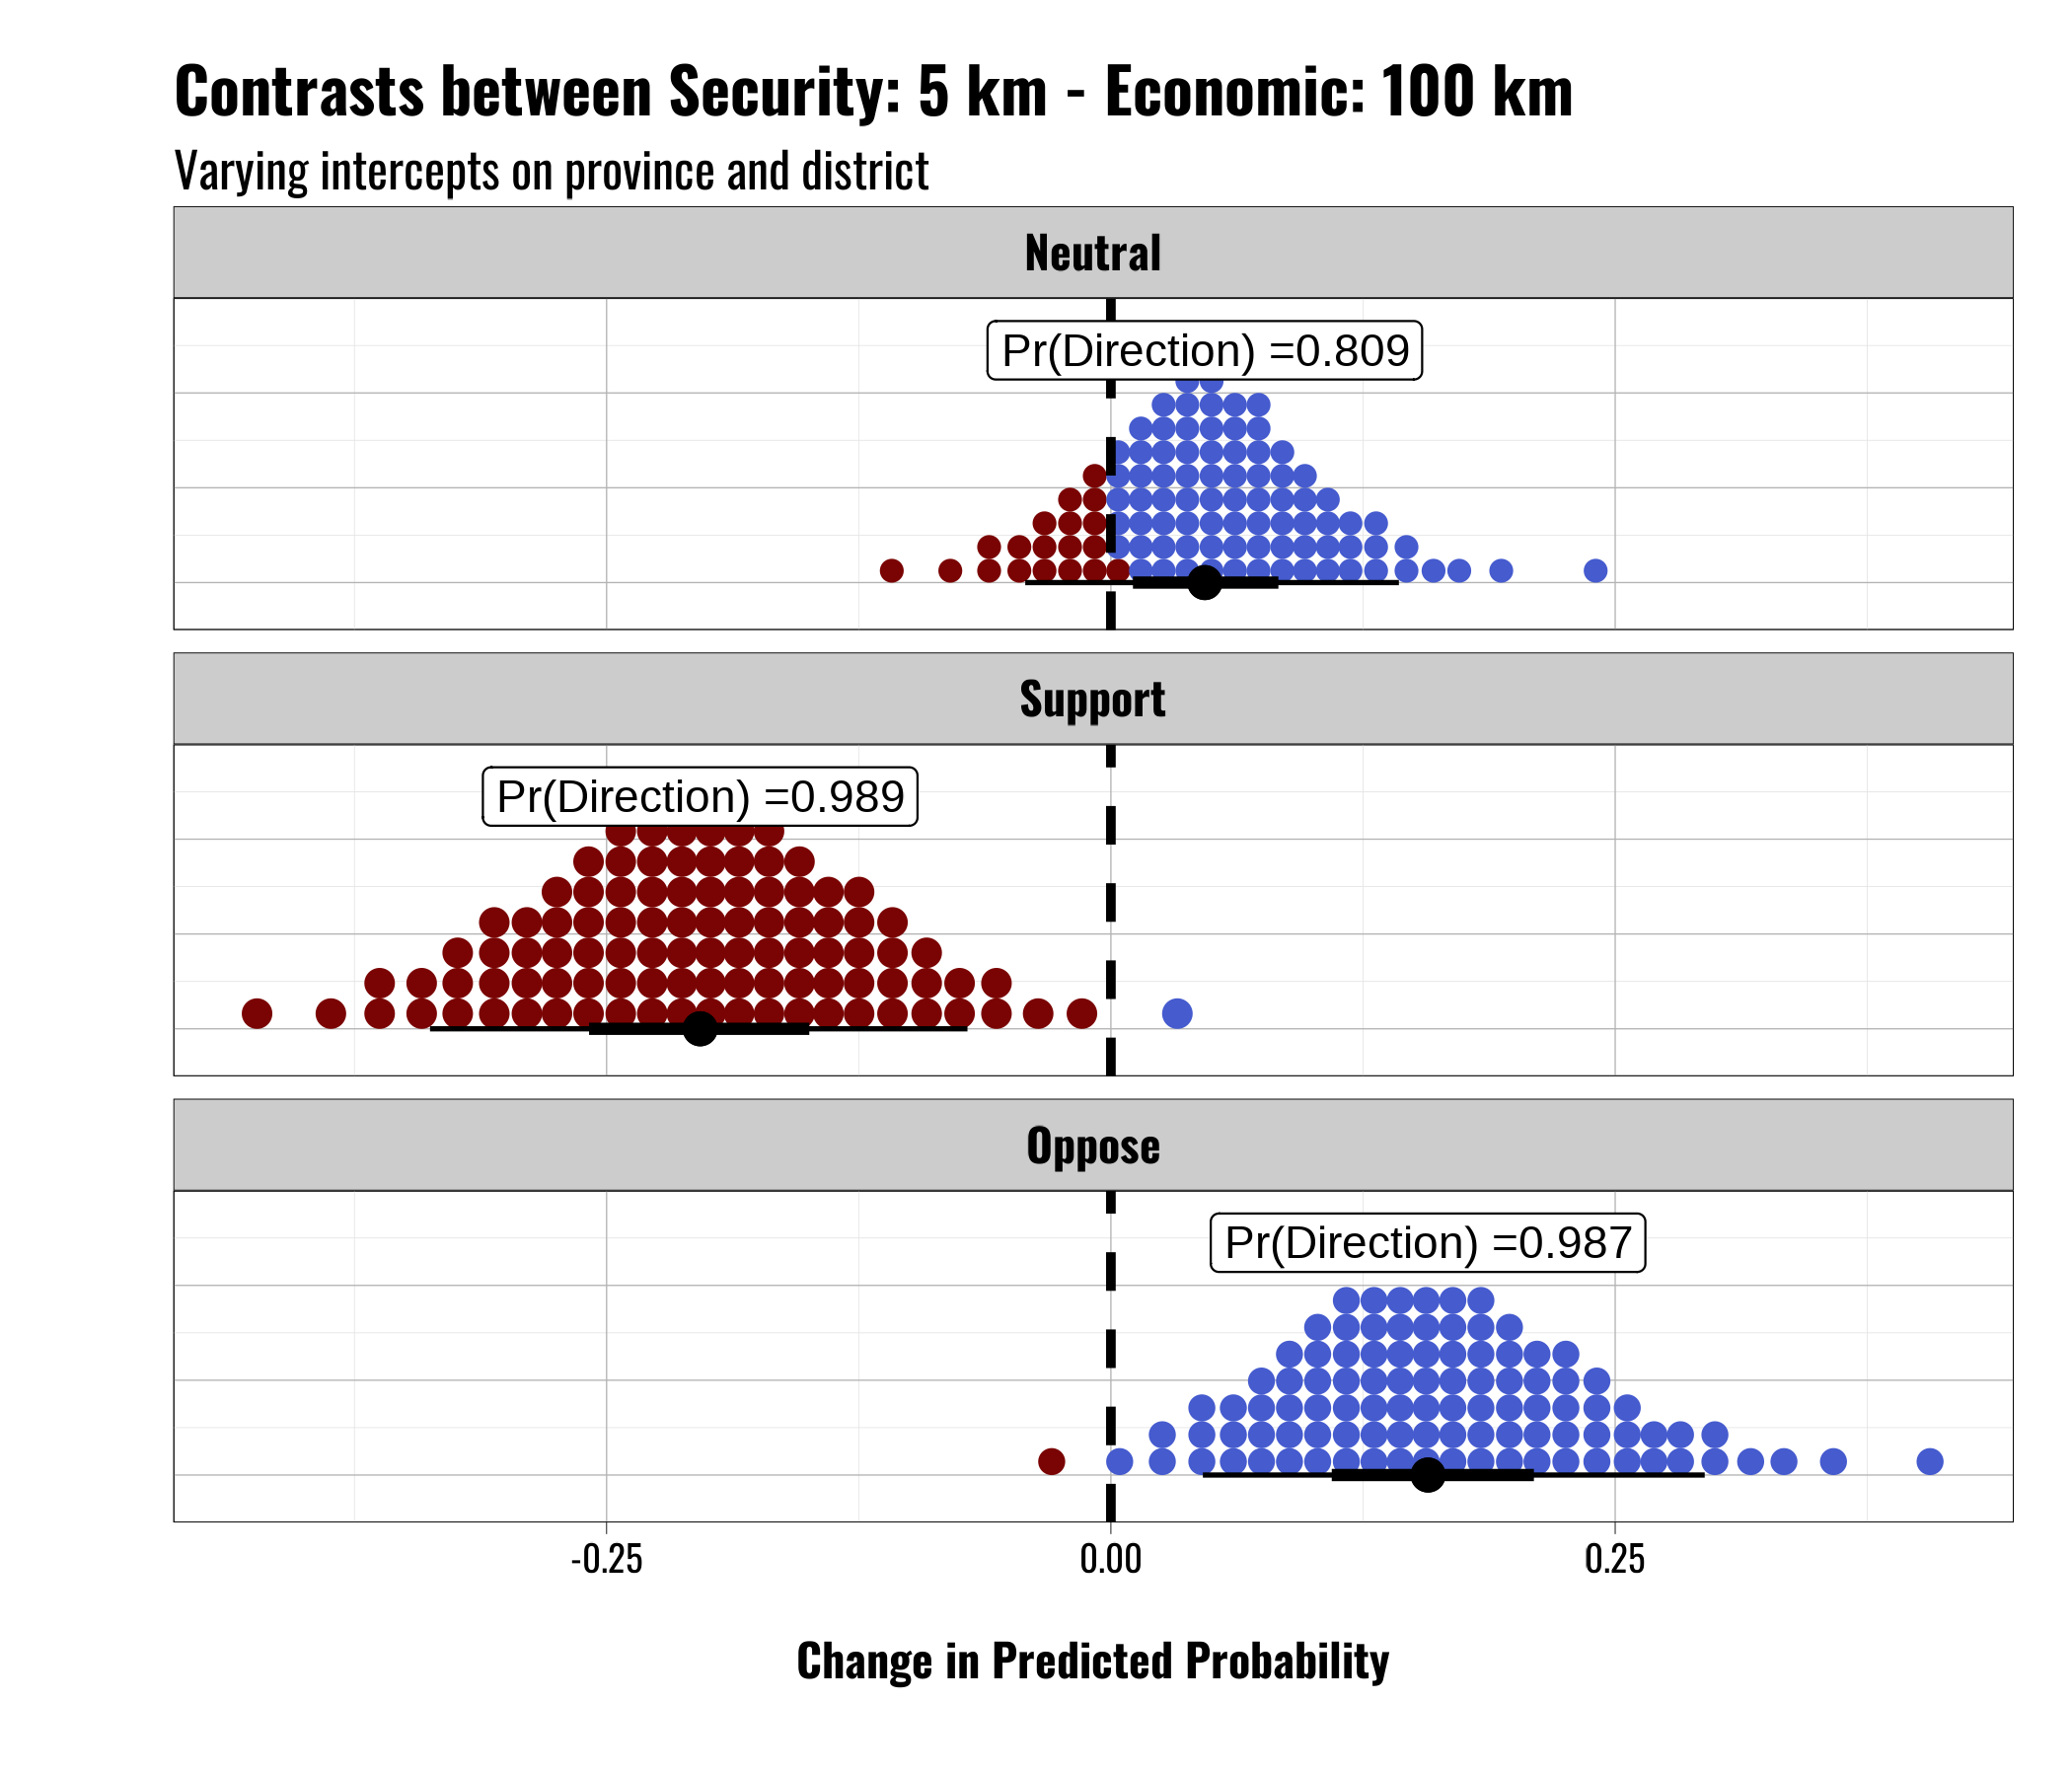 Contrasts between Security: 5 km - Economic: 100 km
Varying intercepts on province and district
Neutral
Pr(Direction) =0.809
Support
Pr(Direction) =0.989
Oppose
Pr(Direction) =0.987
-0.25 0.00 0.25
Change in Predicted Probability